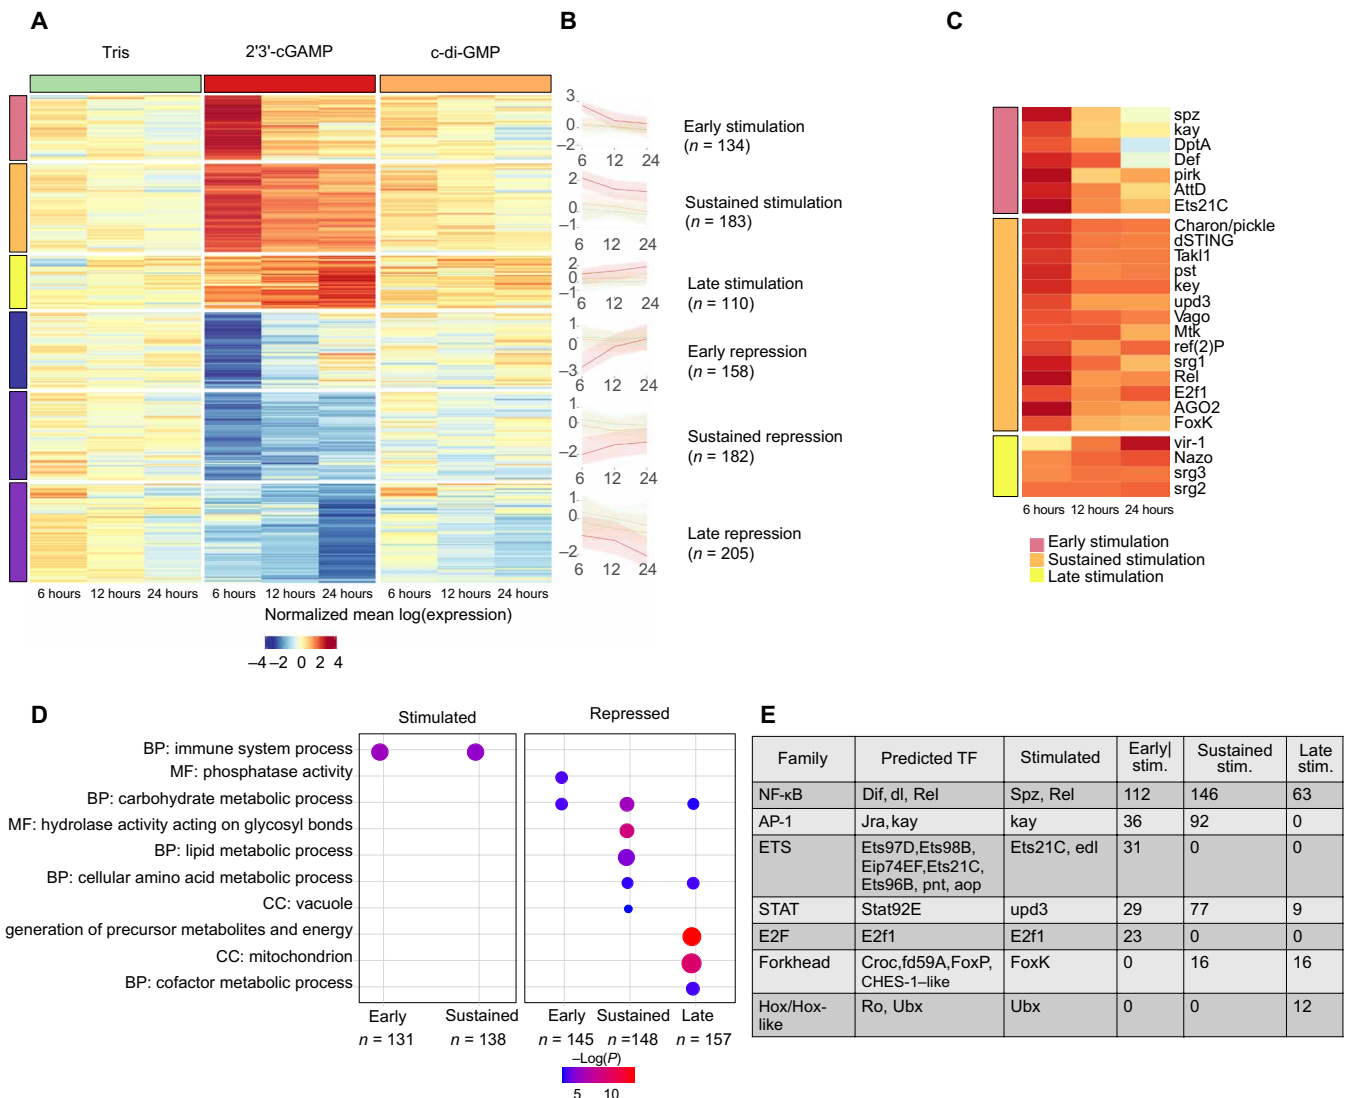 A
B
C
Tris
2'3'-cGAMP
c-di-GMP
3
0
–2
6 12 24
Early stimulation
(n = 134)
2
0
–1
6 12 24
Sustained stimulation
(n = 183)
2
0
–1
6 12 24
Late stimulation
(n = 110)
1
0
–3
6 12 24
Early repression
(n = 158)
1
0
–2
6 12 24
Sustained repression
(n = 182)
1
0
–2
6 12 24
Late repression
(n = 205)
6 hours 12 hours 24 hours 6 hours 12 hours 24 hours 6 hours 12 hours 24 hours
Normalized mean log(expression)
–4 –2 0 2 4
spz
kay
DptA
Def
pirk
AttD
Ets21C
Charon/pickle
dSTING
Takl1
pst
key
upd3
Vago
Mtk
ref(2)P
srg1
Rel
E2f1
AGO2
FoxK
vir-1
Nazo
srg3
srg2
6 hours 12 hours 24 hours
Early stimulation
Sustained stimulation
Late stimulation
D
Stimulated
Repressed
BP: immune system process
MF: phosphatase activity
BP: carbohydrate metabolic process
MF: hydrolase activity acting on glycosyl bonds
BP: lipid metabolic process
BP: cellular amino acid metabolic process
CC: vacuole
generation of precursor metabolites and energy
CC: mitochondrion
BP: cofactor metabolic process
Early Sustained Early Sustained Late
n = 131 n = 138 n = 145 n =148 n = 157
–Log(P)
5 10
E
Family Predicted TF Stimulated Early| stim. Sustained stim. Late stim.
NF-κB Dif, dl, Rel Spz, Rel 112 146 63
AP-1 Jra, kay kay 36 92 0
ETS Ets97D,Ets98B, Ets21C, edl 31 0 0
Eip74EF,Ets21C,
Ets96B, pnt, aop
STAT Stat92E upd3 29 77 9
E2F E2f1 E2f1 23 0 0
Forkhead Croc,fd59A,FoxP, FoxK 0 16 16
CHES-1–like
Hox/Hox- Ro, Ubx Ubx 0 0 12
like